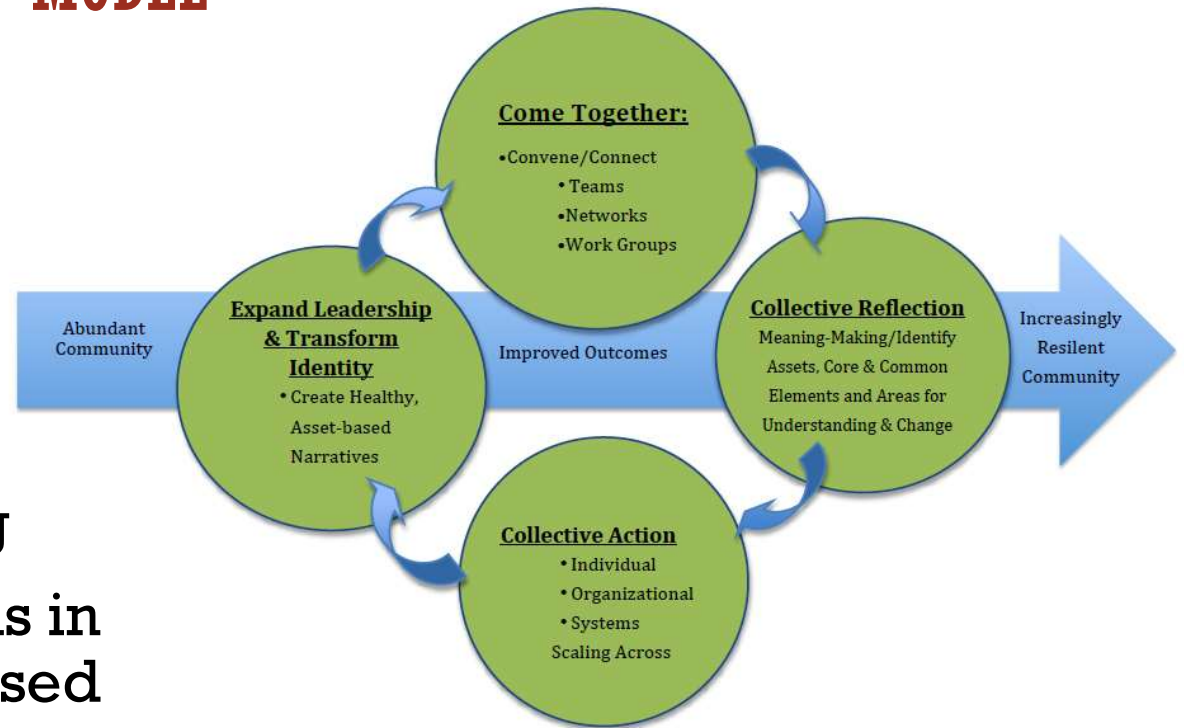 MODEL
Come Together:
•Convene/Connect
• Teams
•Networks
•Work Groups
Expand Leadership
& Transform
Identity
• Create Healthy,
Asset-based
Narratives
Abundant
Community
Improved Outcomes
Collective Reflection
Meaning-Making/Identify
Assets, Core & Common
Elements and Areas for
Understanding & Change
Increasingly
Resilent
Community
Collective Action
• Individual
• Organizational
• Systems
Scaling Across
in